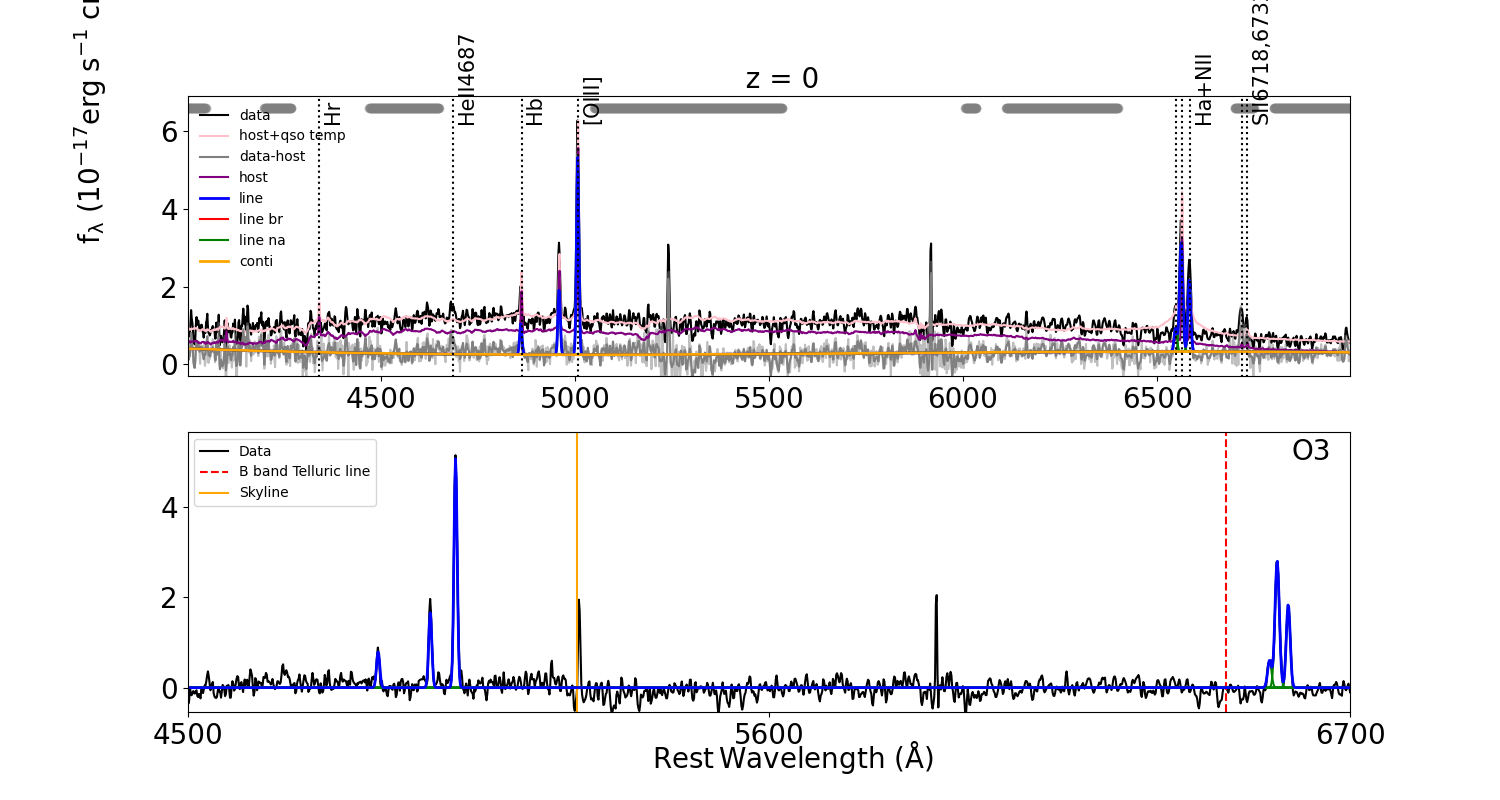 z = 0
f_λ (10^−17 erg s^−1
Hr
HeII4687
Hb
[OIII]
Ha+NII
data
host+qso temp
data-host
host
line
line br
line na
conti
6
4
2
0
4500
5000
5500
6000
6500
O3
Data
B band Telluric line
Skyline
4
2
0
4500
5600
6700
Rest Wavelength (Å)